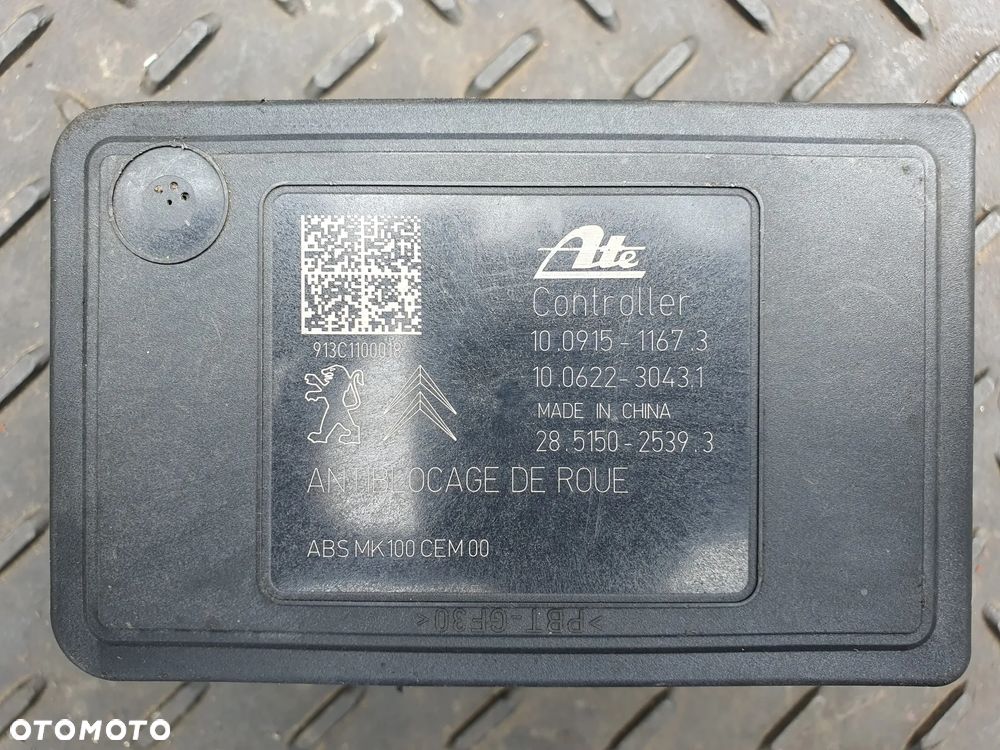 Ate
Controller
10.0915-1167.3
10.0622-3043.1
MADE IN CHINA
28.5150-2539.3
913C1100018
ANTIBLOCAGE DE ROUE
ABS MK100 CEM 00
>PBT-GF30<
OTOMOTO